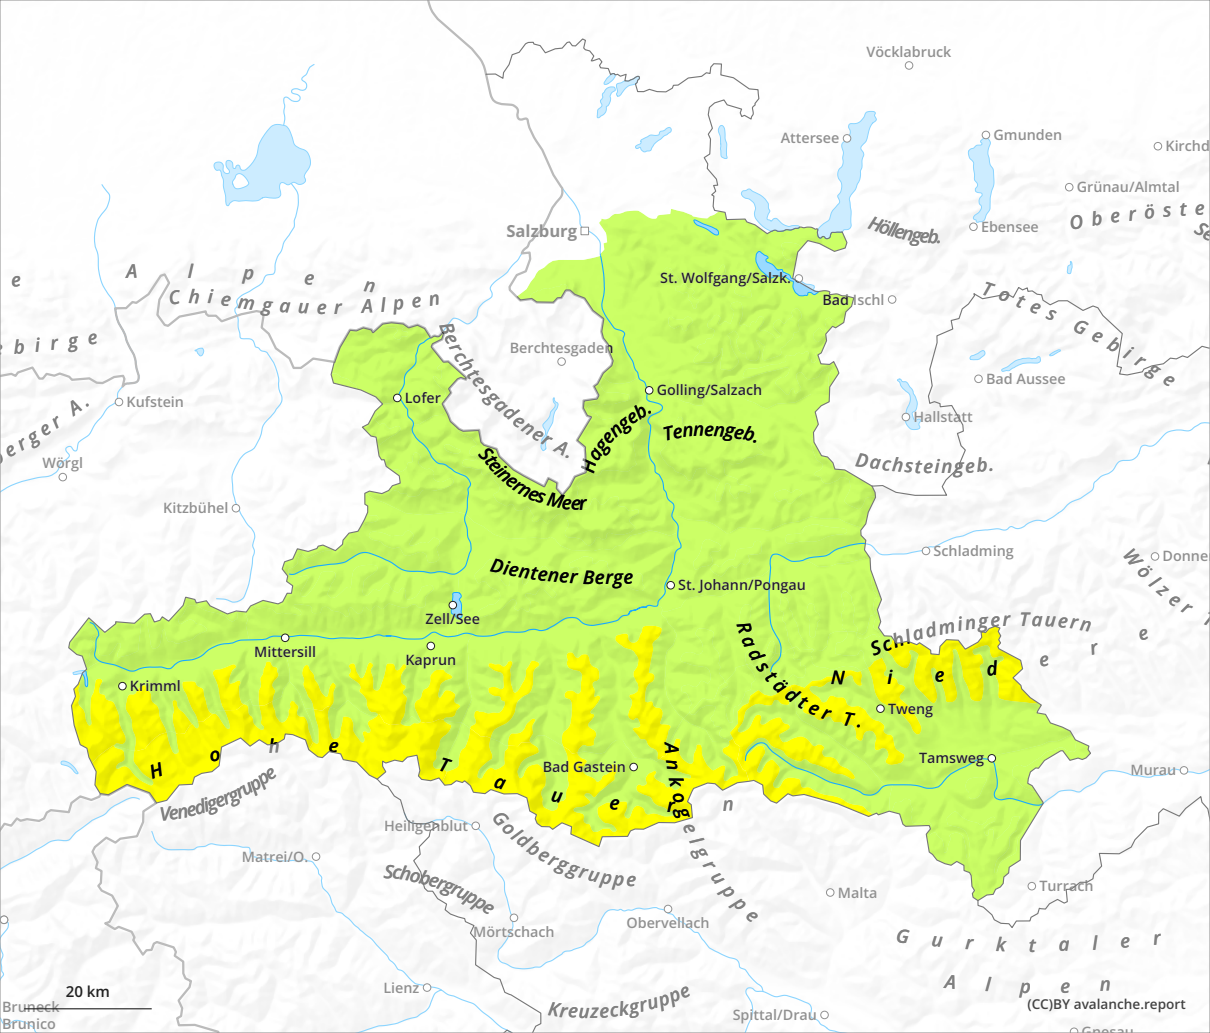 Vöcklabruck
Attersee
Gmunden
Kirchd
Grünau/Almtal
Oberöste
Salzburg
Höllengeb.
Ebensee
Se
e
Alpen
Chiemgauer Alpen
St. Wolfgang/Salzk.
Bad Ischl
Totes Gebirge
ebirge
Berchtesgaden
Berchtesgadener A.
Bad Aussee
Kufstein
Lofer
Golling/Salzach
Hallstatt
erger A.
Hagengeb.
Tennengeb.
Wörgl
Steinernes Meer
Dachsteingeb.
Kitzbühel
Schladming
Donne
Wölzer T
Dientener Berge
St. Johann/Pongau
Zell/See
Schladminger Tauern
Mittersill
Kaprun
Radstädter T.
Niedere
Krimml
Tweng
Hohe Tauern
Ankogelgruppe
Bad Gastein
Tamsweg
Murau
Venedigergruppe
Heiligenblut
Goldberggruppe
Matrei/O.
Schobergruppe
Malta
Turrach
Mörtschach
Obervellach
Gurktaler
Alpen
Lienz
Kreuzeckgruppe
20 km
(CC)BY avalanche.report
Bruneck
Brunico
Spittal/Drau
Gnesau